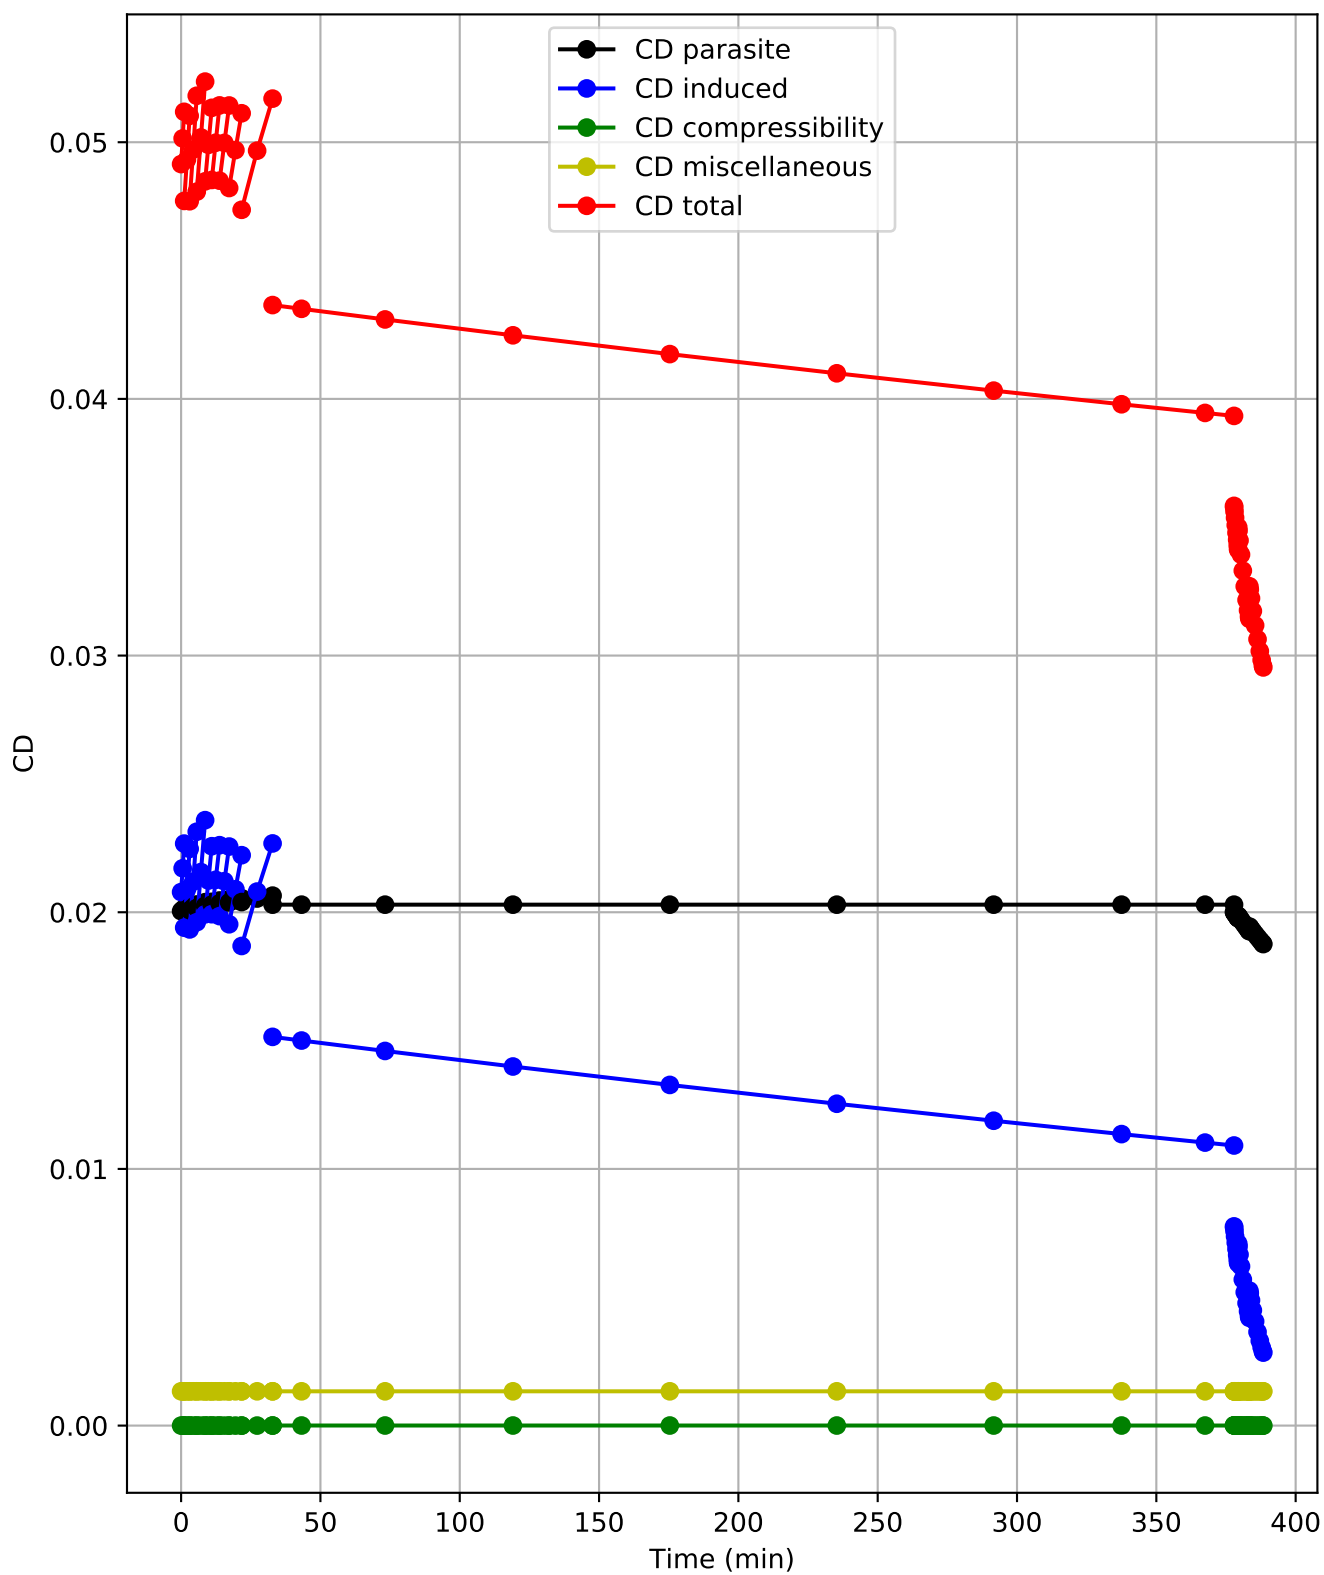 CD parasite
CD induced
CD compressibility
CD miscellaneous
CD total
0.05
0.04
0.03
0.02
0.01
0.00
CD
0 50 100 150 200 250 300 350 400
Time (min)